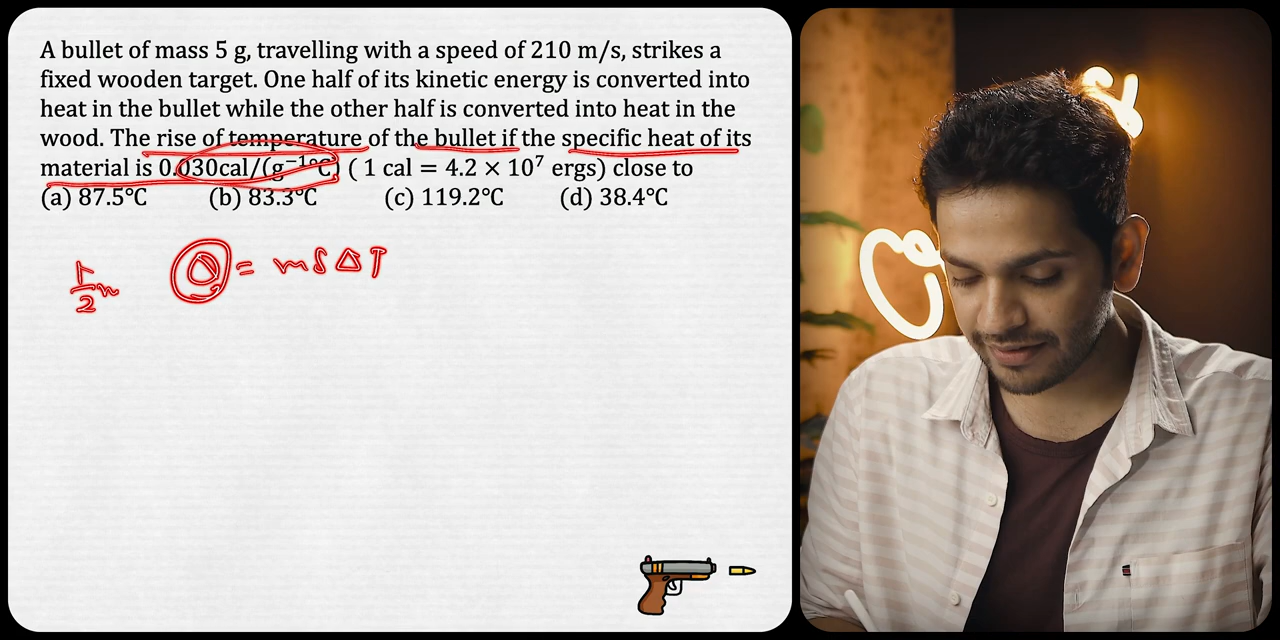 A bullet of mass 5 g, travelling with a speed of 210 m/s, strikes a
fixed wooden target. One half of its kinetic energy is converted into
heat in the bullet while the other half is converted into heat in the
wood. The rise of temperature of the bullet if the specific heat of its
material is 0.030cal/(g⁻¹°C) ( 1 cal = 4.2 × 10⁷ ergs) close to
(a) 87.5°C (b) 83.3°C (c) 119.2°C (d) 38.4°C
1/2 Q = msΔT